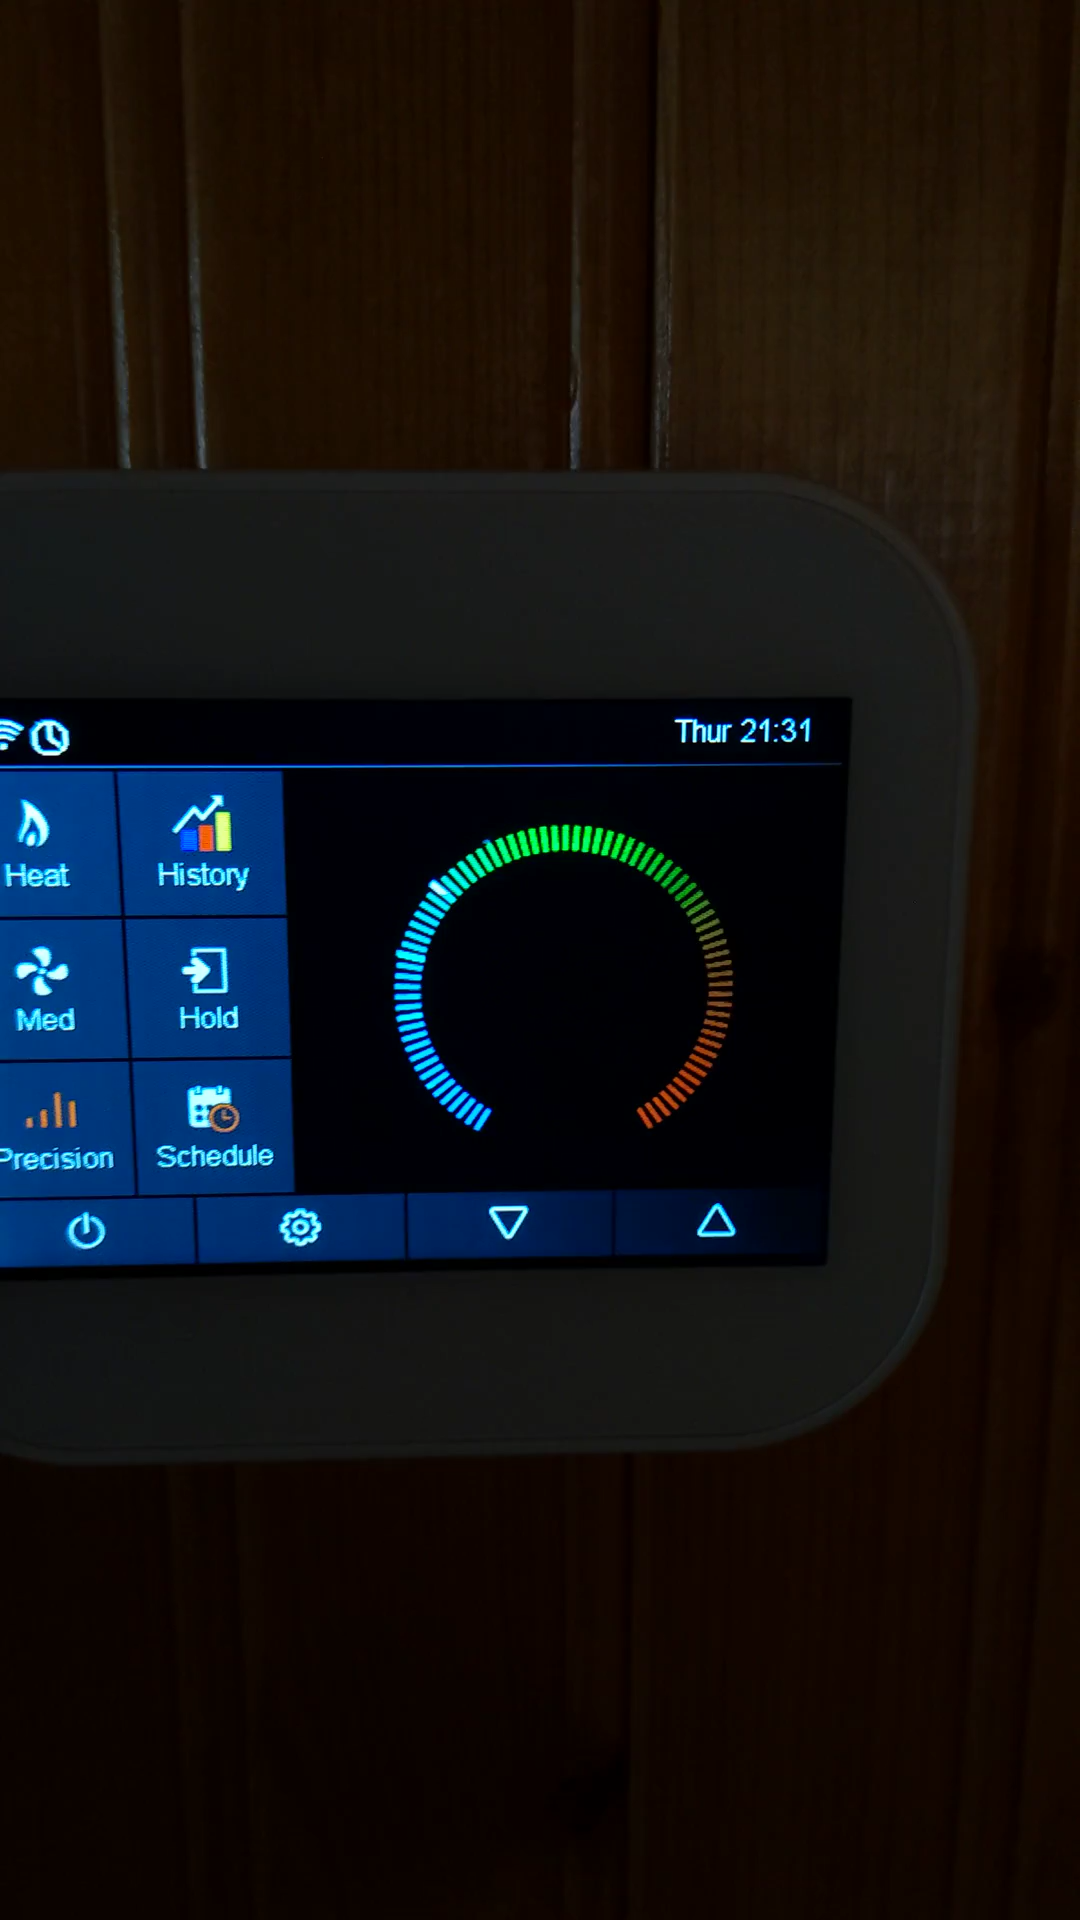 Thur 21:31
Heat
History
Med
Hold
Precision
Schedule